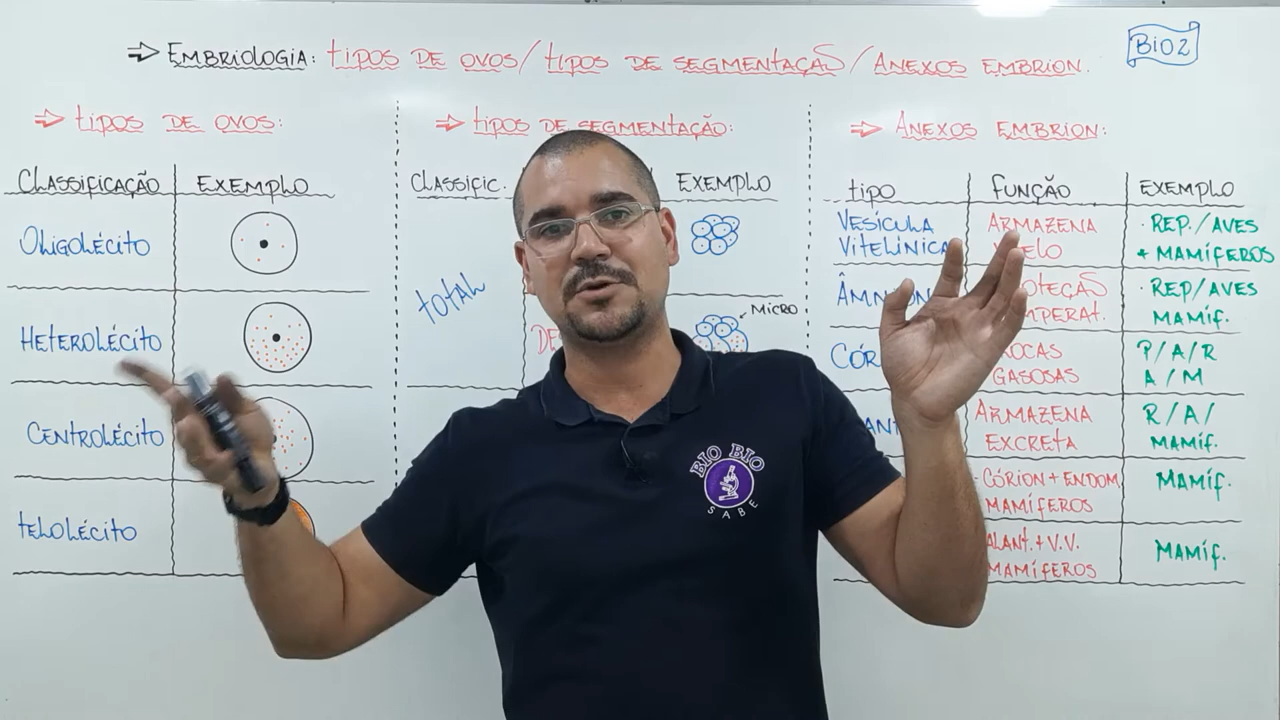 ⇒ EMBRIOLOGIA: TIPOS DE OVOS/TIPOS DE SEGMENTAÇÃO/ANEXOS EMBRION.
BIO2
⇒ TIPOS DE OVOS:
CLASSIFICAÇÃO EXEMPLO
OLIGOLÉCITO
HETEROLÉCITO
CENTROLÉCITO
TELOLÉCITO
⇒ TIPOS DE SEGMENTAÇÃO:
CLASSIFIC. EXEMPLO
TOTAL
MICRO
⇒ ANEXOS EMBRION:
TIPO FUNÇÃO EXEMPLO
VESÍCULA ARMAZENA · REP./AVES
VITELINICA * MAMÍFEROS
ÂMNION · REP/AVES
MAMÍF.
P/A/R
GASOSAS A/M
ARMAZENA R/A/
EXCRETA MAMÍF.
· CÓRION + ENDOM MAMÍF.
MAMÍFEROS
ALANT. + V.V. MAMÍF.
MAMÍFEROS
BIO BIO
SABE